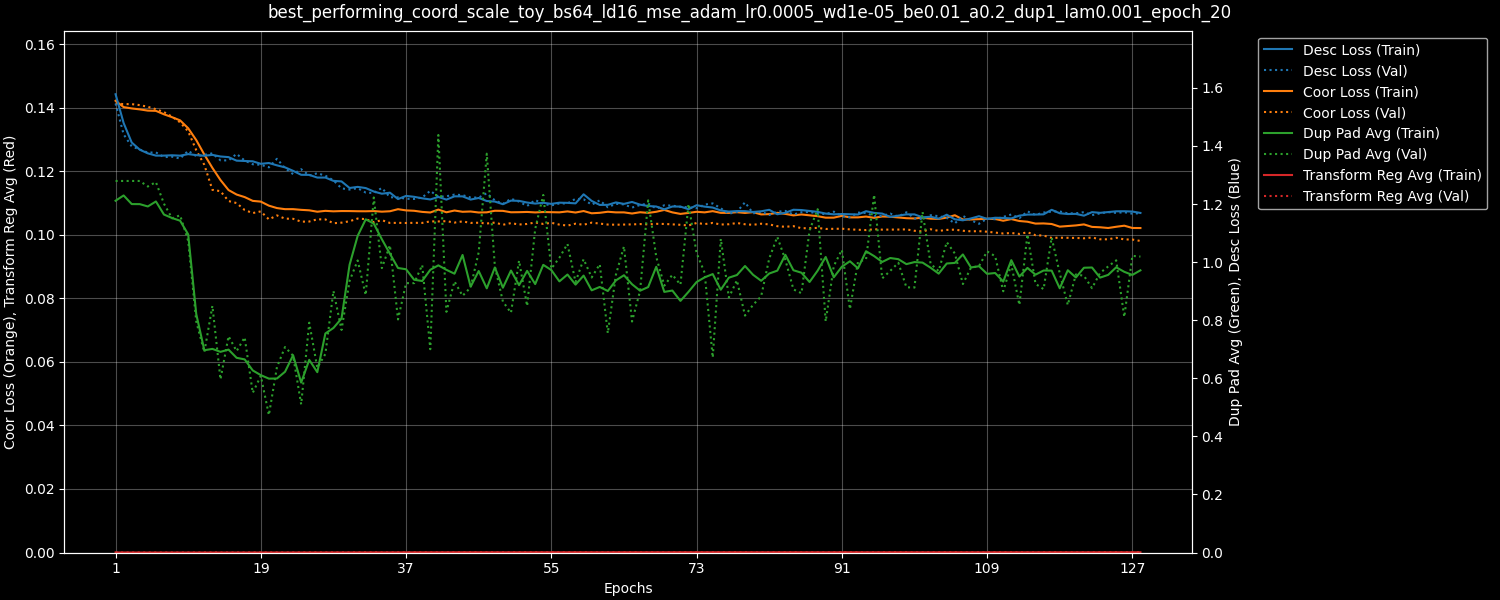 best_performing_coord_scale_toy_bs64_ld16_mse_adam_lr0.0005_wd1e-05_be0.01_a0.2_dup1_lam0.001_epoch_20
Coor Loss (Orange), Transform Reg Avg (Red)
0.16
0.14
0.12
0.10
0.08
0.06
0.04
0.02
0.00
1
19
37
55
73
91
109
127
Epochs
1.6
1.4
1.2
1.0
0.8
0.6
0.4
0.2
0.0
Dup Pad Avg (Green), Desc Loss (Blue)
Desc Loss (Train)
Desc Loss (Val)
Coor Loss (Train)
Coor Loss (Val)
Dup Pad Avg (Train)
Dup Pad Avg (Val)
Transform Reg Avg (Train)
Transform Reg Avg (Val)